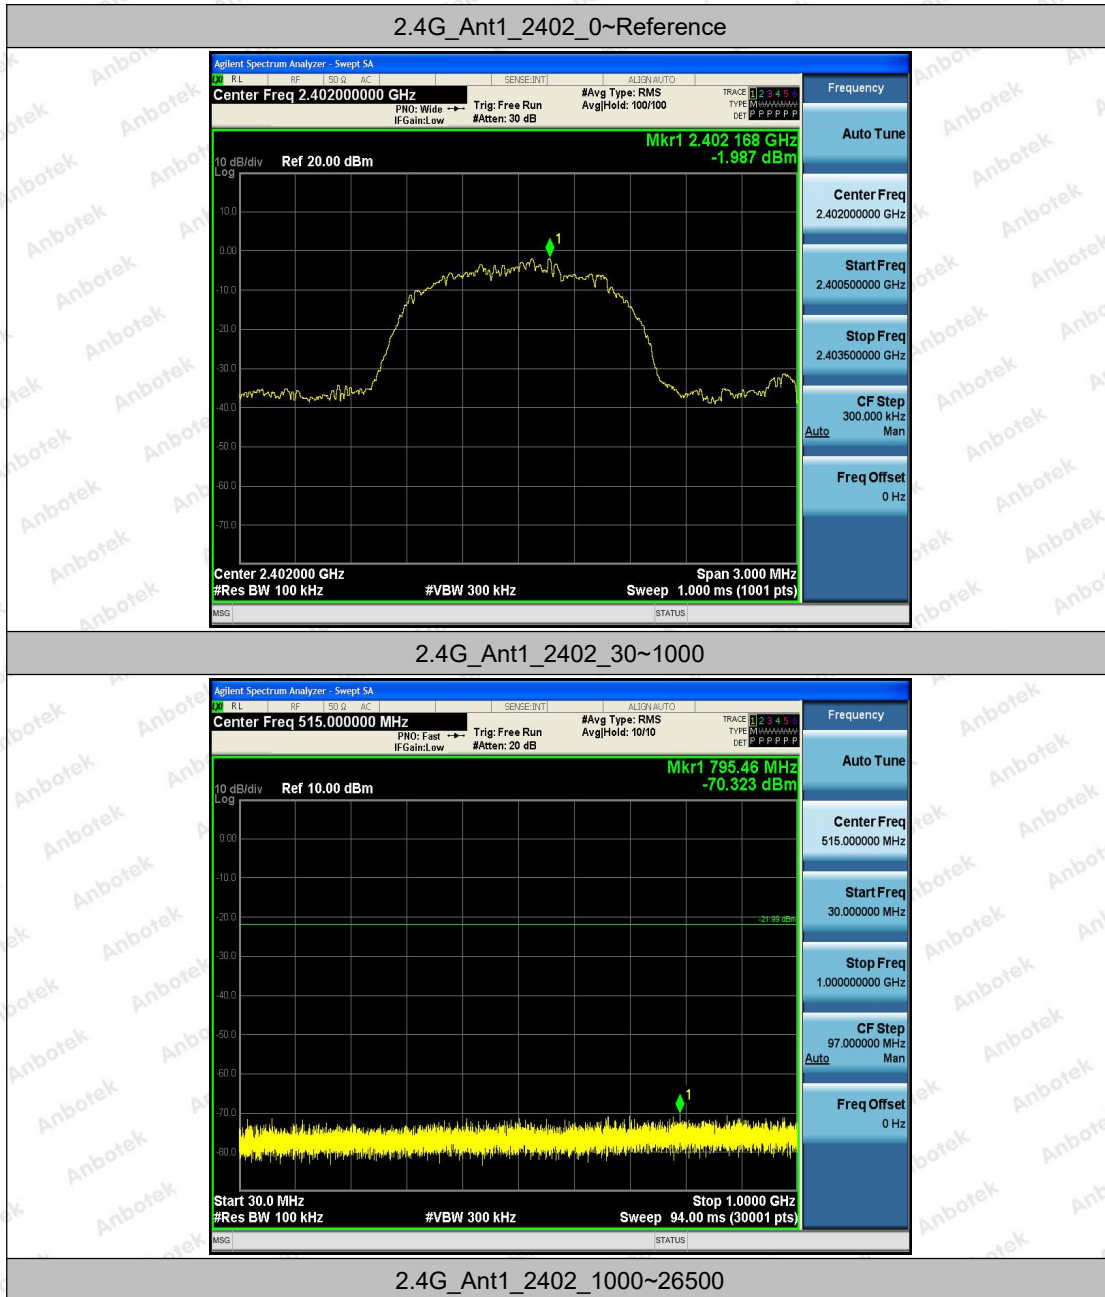 2.4G_Ant1_2402_0~Reference
Agilent Spectrum Analyzer - Swept SA
RL RF 50 Ω AC SENSE:INT ALIGN AUTO
Center Freq 2.402000000 GHz
PNO: Wide
IFGain:Low
Trig: Free Run
#Atten: 30 dB
#Avg Type: RMS
Avg|Hold: 100/100
TRACE 1 2 3 4 5 6
TYPE M
DET P P P P P P
Mkr1 2.402 168 GHz
-1.987 dBm
10 dB/div
Log
Ref 20.00 dBm
10.0
0.00
-10.0
-20.0
-30.0
-40.0
-50.0
-60.0
-70.0
1
Center 2.402000 GHz
Span 3.000 MHz
#Res BW 100 kHz
#VBW 300 kHz
Sweep 1.000 ms (1001 pts)
MSG
STATUS
Frequency
Auto Tune
Center Freq
2.402000000 GHz
Start Freq
2.400500000 GHz
Stop Freq
2.403500000 GHz
CF Step
300.000 kHz
Auto Man
Freq Offset
0 Hz
2.4G_Ant1_2402_30~1000
Agilent Spectrum Analyzer - Swept SA
RL RF 50 Ω AC SENSE:INT ALIGN AUTO
Center Freq 515.000000 MHz
PNO: Fast
IFGain:Low
Trig: Free Run
#Atten: 20 dB
#Avg Type: RMS
Avg|Hold: 10/10
TRACE 1 2 3 4 5 6
TYPE M
DET P P P P P P
Mkr1 795.46 MHz
-70.323 dBm
10 dB/div
Log
Ref 10.00 dBm
0.00
-20.0
-30.0
-40.0
-50.0
-60.0
-70.0
-80.0
-21.99 dBm
1
Start 30.0 MHz
Stop 1.0000 GHz
#Res BW 100 kHz
#VBW 300 kHz
Sweep 94.00 ms (30001 pts)
MSG
STATUS
Frequency
Auto Tune
Center Freq
515.000000 MHz
Start Freq
30.000000 MHz
Stop Freq
1.000000000 GHz
CF Step
97.000000 MHz
Auto Man
Freq Offset
0 Hz
2.4G_Ant1_2402_1000~26500
Anbotek